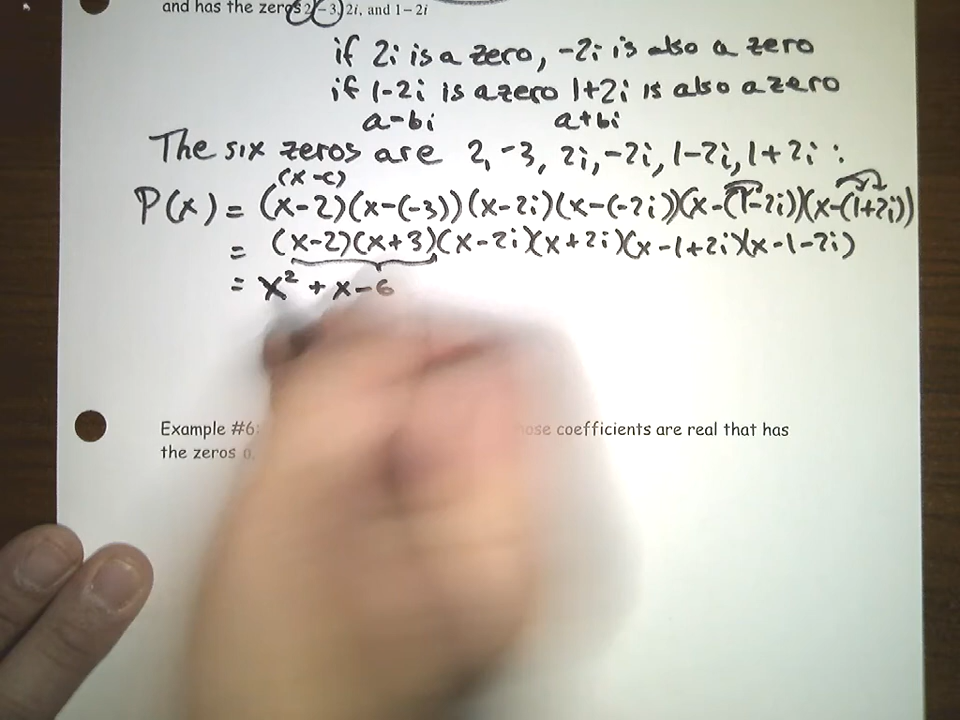 and has the zeros 2, -3, 2i, and 1-2i
if 2i is a zero, -2i is also a zero
if 1-2i is a zero 1+2i is also a zero
a-bi a+bi
The six zeros are 2, -3, 2i, -2i, 1-2i, 1+2i :
(x-c)
P(x) = (x-2)(x-(-3))(x-2i)(x-(-2i))(x-(1-2i))(x-(1+2i))
= (x-2)(x+3)(x-2i)(x+2i)(x-1+2i)(x-1-2i)
= x² + x-6
Example #6: coefficients are real that has
the zeros 0,